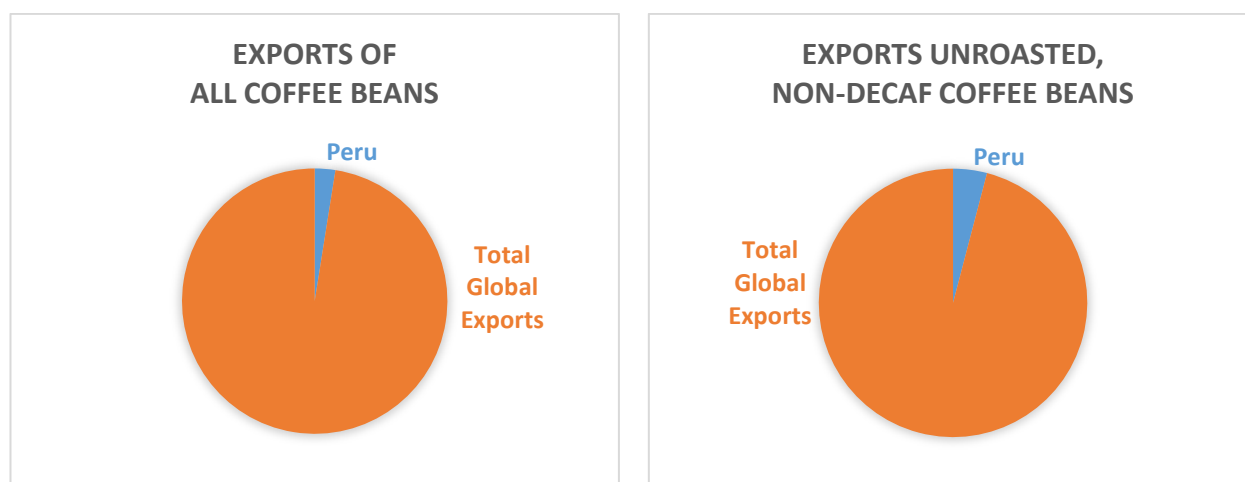 EXPORTS OF
ALL COFFEE BEANS
Peru
Total
Global
Exports
EXPORTS UNROASTED,
NON-DECAF COFFEE BEANS
Peru
Total
Global
Exports